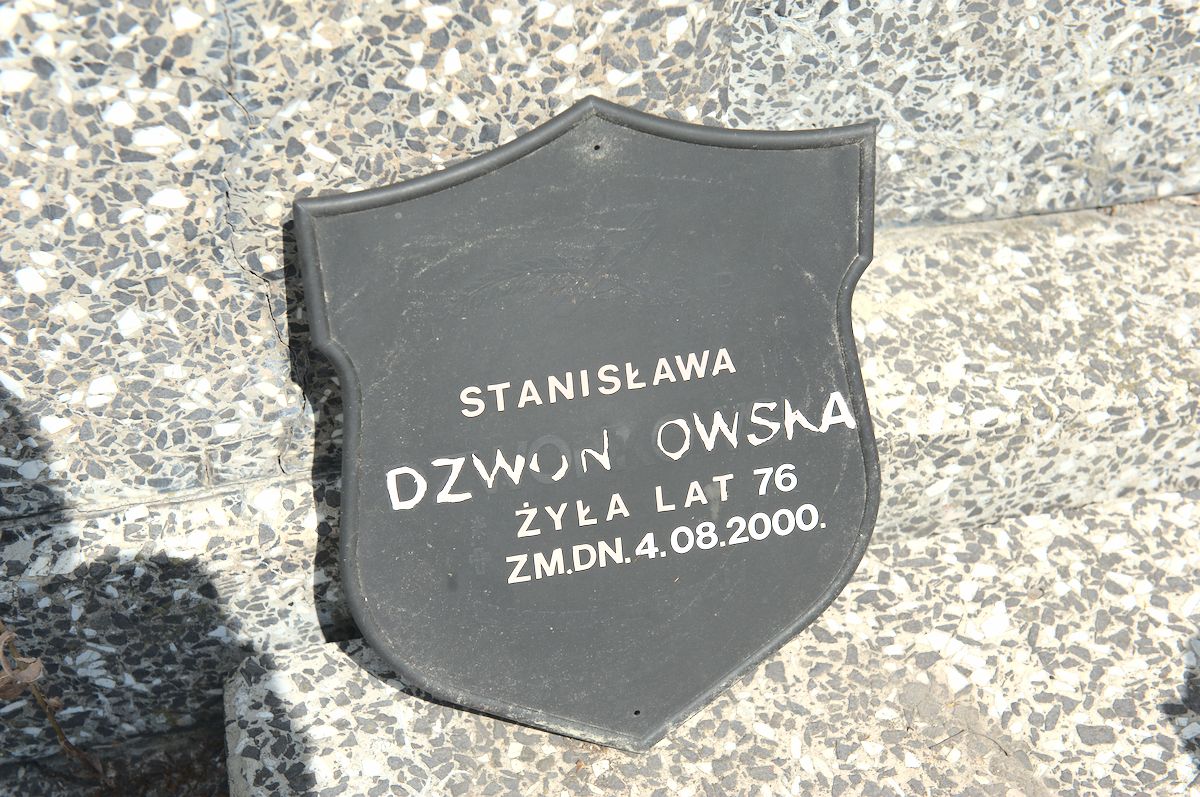 STANISŁAWA
DZWON OWSKA
ŻYŁA LAT 76
ZM.DN.4.08.2000.